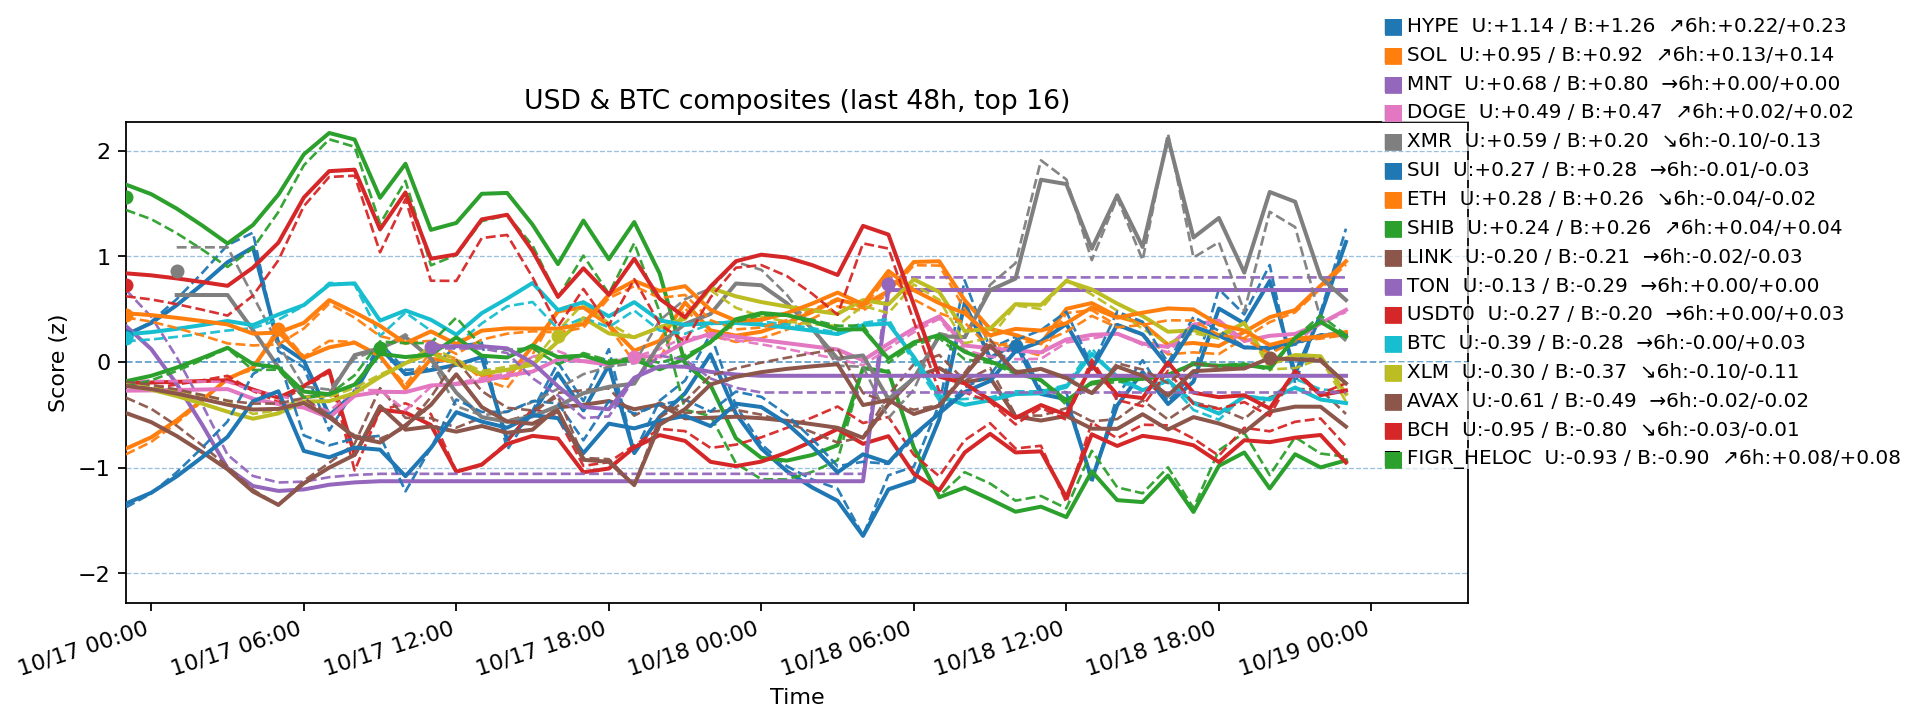 HYPE  U:+1.14 / B:+1.26  ↗6h:+0.22/+0.23
SOL  U:+0.95 / B:+0.92  ↗6h:+0.13/+0.14
MNT  U:+0.68 / B:+0.80  →6h:+0.00/+0.00
DOGE  U:+0.49 / B:+0.47  ↗6h:+0.02/+0.02
XMR  U:+0.59 / B:+0.20  ↘6h:-0.10/-0.13
SUI  U:+0.27 / B:+0.28  →6h:-0.01/-0.03
ETH  U:+0.28 / B:+0.26  ↘6h:-0.04/-0.02
SHIB  U:+0.24 / B:+0.26  ↗6h:+0.04/+0.04
LINK  U:-0.20 / B:-0.21  →6h:-0.02/-0.03
TON  U:-0.13 / B:-0.29  →6h:+0.00/+0.00
USDT0  U:-0.27 / B:-0.20  →6h:+0.00/+0.03
BTC  U:-0.39 / B:-0.28  →6h:-0.00/+0.03
XLM  U:-0.30 / B:-0.37  ↘6h:-0.10/-0.11
AVAX  U:-0.61 / B:-0.49  →6h:-0.02/-0.02
BCH  U:-0.95 / B:-0.80  ↘6h:-0.03/-0.01
FIGR_HELOC  U:-0.93 / B:-0.90  ↗6h:+0.08/+0.08
USD & BTC composites (last 48h, top 16)
Score (z)
2
1
0
−1
−2
10/17 00:00
10/17 06:00
10/17 12:00
10/17 18:00
10/18 00:00
10/18 06:00
10/18 12:00
10/18 18:00
10/19 00:00
Time